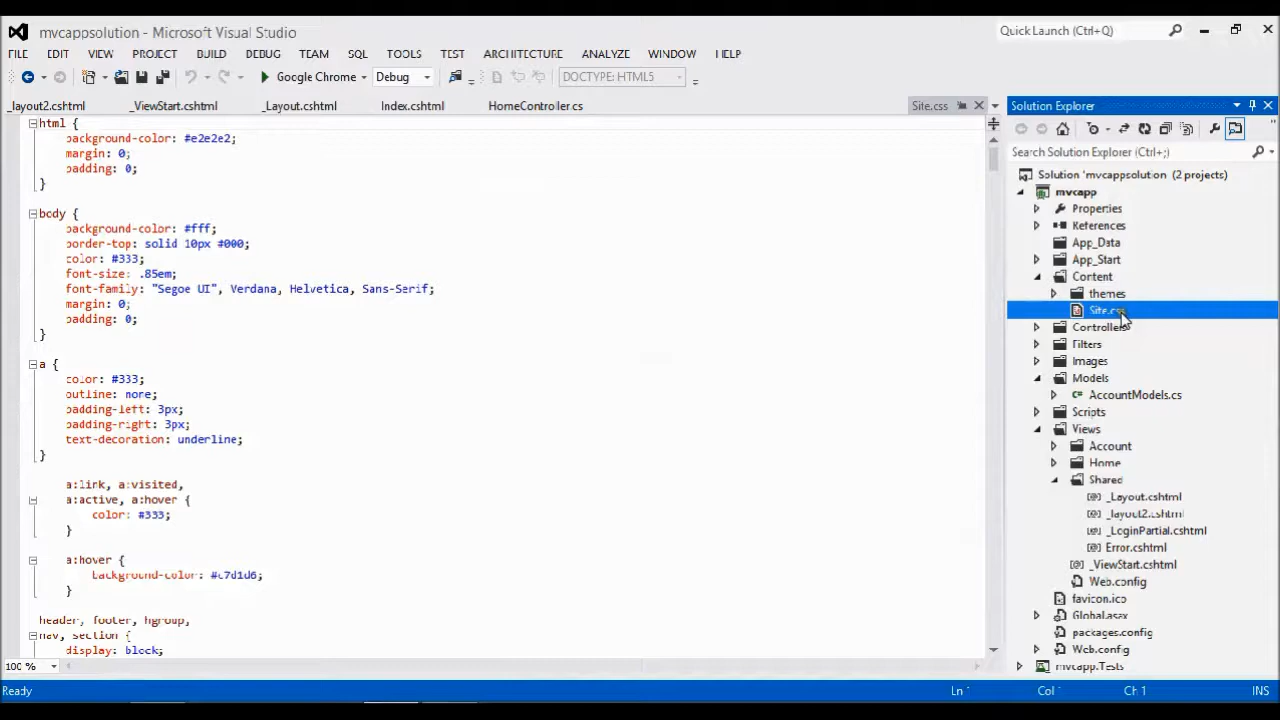 mvcappsolution - Microsoft Visual Studio
Quick Launch (Ctrl+Q)
FILE EDIT VIEW PROJECT BUILD DEBUG TEAM SQL TOOLS TEST ARCHITECTURE ANALYZE WINDOW HELP
Google Chrome Debug DOCTYPE: HTML5
_layout2.cshtml _ViewStart.cshtml _Layout.cshtml Index.cshtml HomeController.cs Site.css
html {
background-color: #e2e2e2;
margin: 0;
padding: 0;
}
body {
background-color: #fff;
border-top: solid 10px #000;
color: #333;
font-size: .85em;
font-family: "Segoe UI", Verdana, Helvetica, Sans-Serif;
margin: 0;
padding: 0;
}
a {
color: #333;
outline: none;
padding-left: 3px;
padding-right: 3px;
text-decoration: underline;
}
a:link, a:visited,
a:active, a:hover {
color: #333;
}
a:hover {
background-color: #c7d1d6;
}
header, footer, hgroup,
nav, section {
display: block;
100 %
Solution Explorer
Search Solution Explorer (Ctrl+;)
Solution 'mvcappsolution (2 projects)
mvcapp
Properties
References
App_Data
App_Start
Content
themes
Site.css
Controllers
Filters
Images
Models
AccountModels.cs
Scripts
Views
Account
Home
Shared
_Layout.cshtml
_layout2.cshtml
_LoginPartial.cshtml
Error.cshtml
_ViewStart.cshtml
Web.config
favicon.ico
Global.asax
packages.config
Web.config
mvcapp.Tests
Ready Ln 1 Col 1 Ch 1 INS